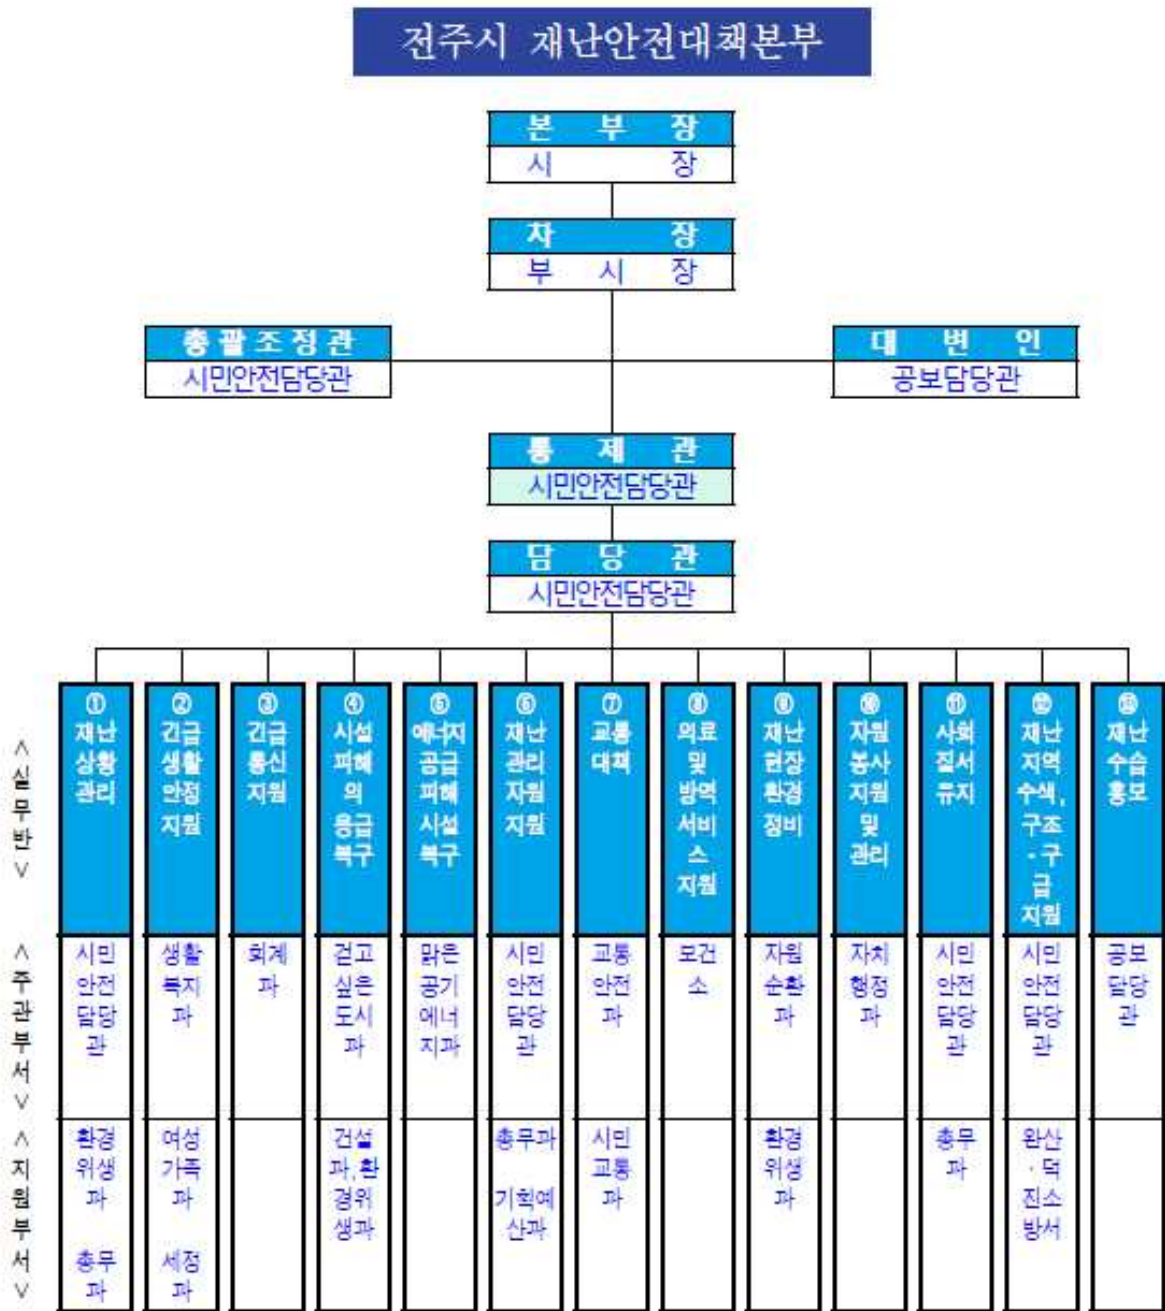 전주시 재난안전대책본부
본 부 장
시 장
차 장
부 시 장
총괄조정관
시민안전담당관
대 변 인
공보담당관
통 제 관
시민안전담당관
담 당 관
시민안전담당관
<실무반>
①
재난
상황
관리
②
긴급
생활
안정
지원
③
긴급
통신
지원
④
시설
피해
의
응급
복구
⑤
에너지
공급
피해
시설
복구
⑥
재난
관리
자원
지원
⑦
교통
대책
⑧
의료
및
방역
서비
스
지원
⑨
재난
현장
환경
정비
⑩
자원
봉사
지원
및
관리
⑪
사회
질서
유지
⑫
재난
지역
수색,
구조
·구
급
지원
⑬
재난
수습
홍보
<주관부서>
시민
안전
담당
관
생활
복지
과
회계
과
걷고
싶은
도시
과
맑은
공기
에너
지과
시민
안전
담당
관
교통
안전
과
보건
소
자원
순환
과
자치
행정
과
시민
안전
담당
관
시민
안전
담당
관
공보
담당
관
<지원부서>
환경
위생
과
총무
과
여성
가족
과
세정
과
건설
과, 환
경위
생과
총무과
기획예
산과
시민
교통
과
환경
위생
과
총무
과
완산
·덕
진소
방서